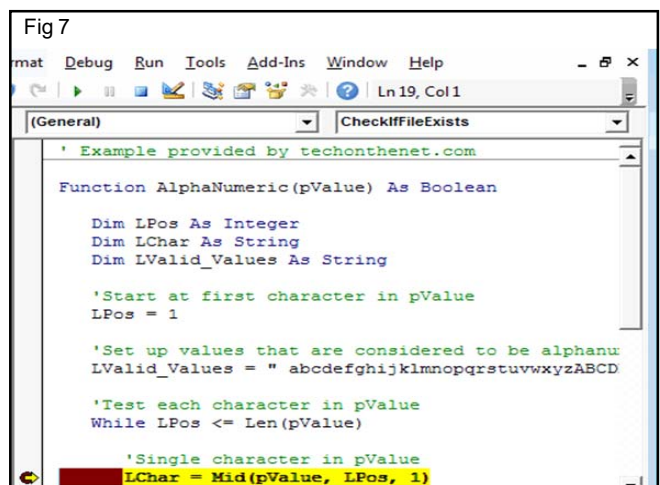 Fig 7
rmat Debug Run Tools Add-Ins Window Help
Ln 19, Col 1
(General) CheckIfFileExists
' Example provided by techonthenet.com
Function AlphaNumeric(pValue) As Boolean
Dim LPos As Integer
Dim LChar As String
Dim LValid_Values As String
'Start at first character in pValue
LPos = 1
'Set up values that are considered to be alphanu
LValid_Values = " abcdefghijklmnopqrstuvwxyzABCD
'Test each character in pValue
While LPos <= Len(pValue)
'Single character in pValue
LChar = Mid(pValue, LPos, 1)